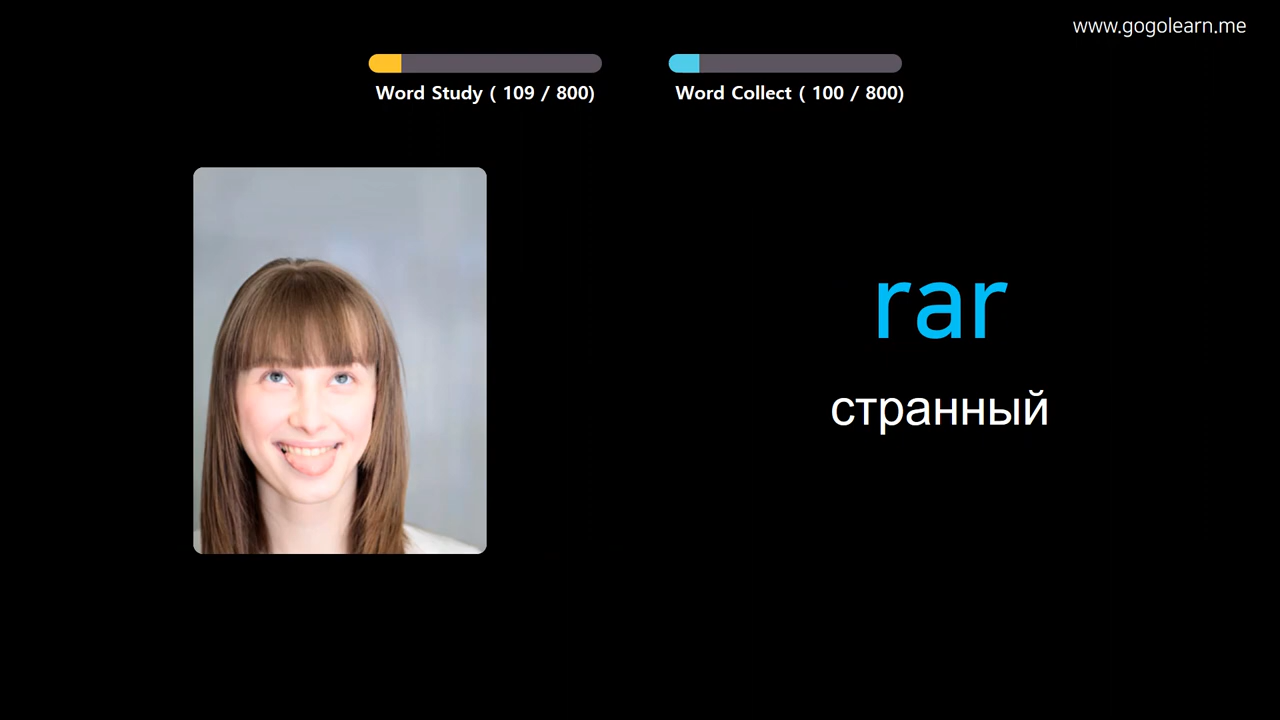 www.gogolearn.me
Word Study ( 109 / 800)
Word Collect ( 100 / 800)
rar
странный